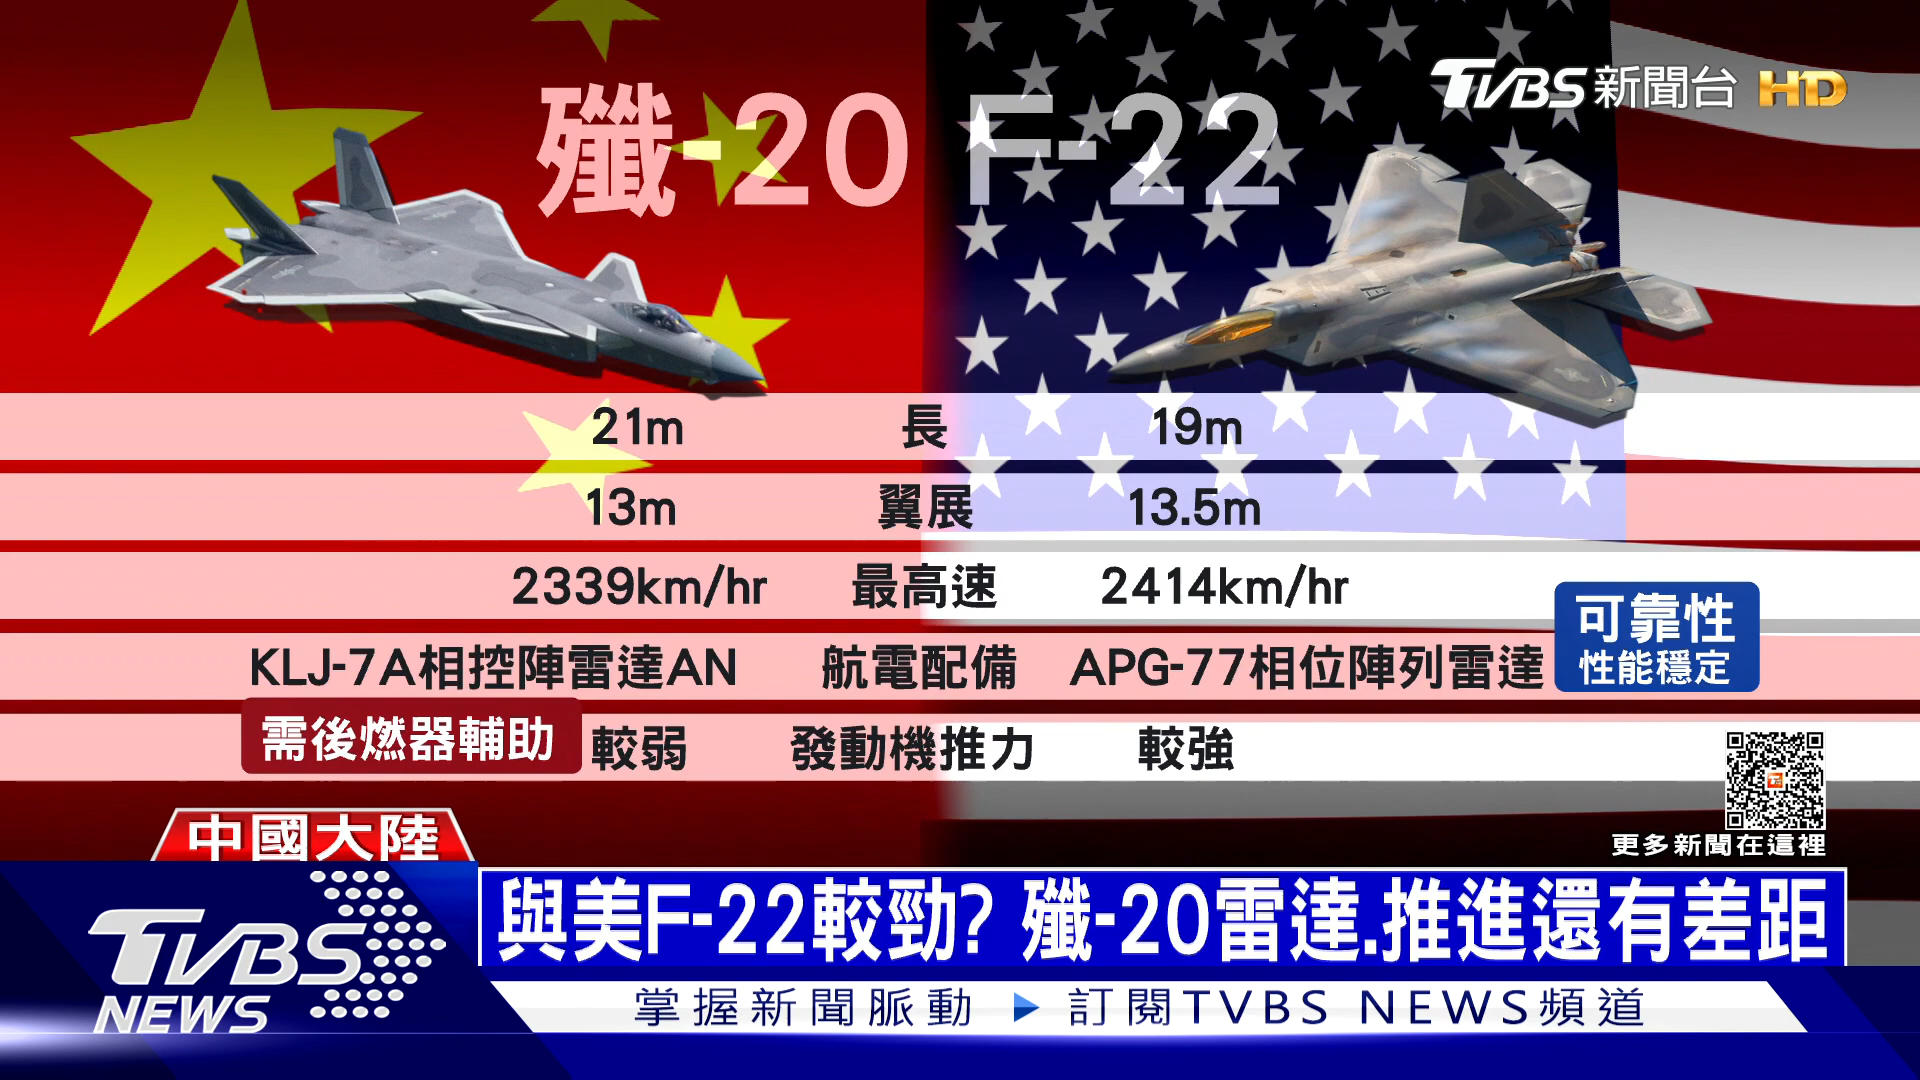 TVBS新聞台 HD
殲-20 F-22
21m 長 19m
13m 翼展 13.5m
2339km/hr 最高速 2414km/hr
KLJ-7A相控陣雷達AN 航電配備 APG-77相位陣列雷達
可靠性
性能穩定
需後燃器輔助 較弱 發動機推力 較強
更多新聞在這裡
中國大陸
與美F-22較勁? 殲-20雷達.推進還有差距
TVBS
NEWS
掌握新聞脈動 ▶ 訂閱TVBS NEWS頻道